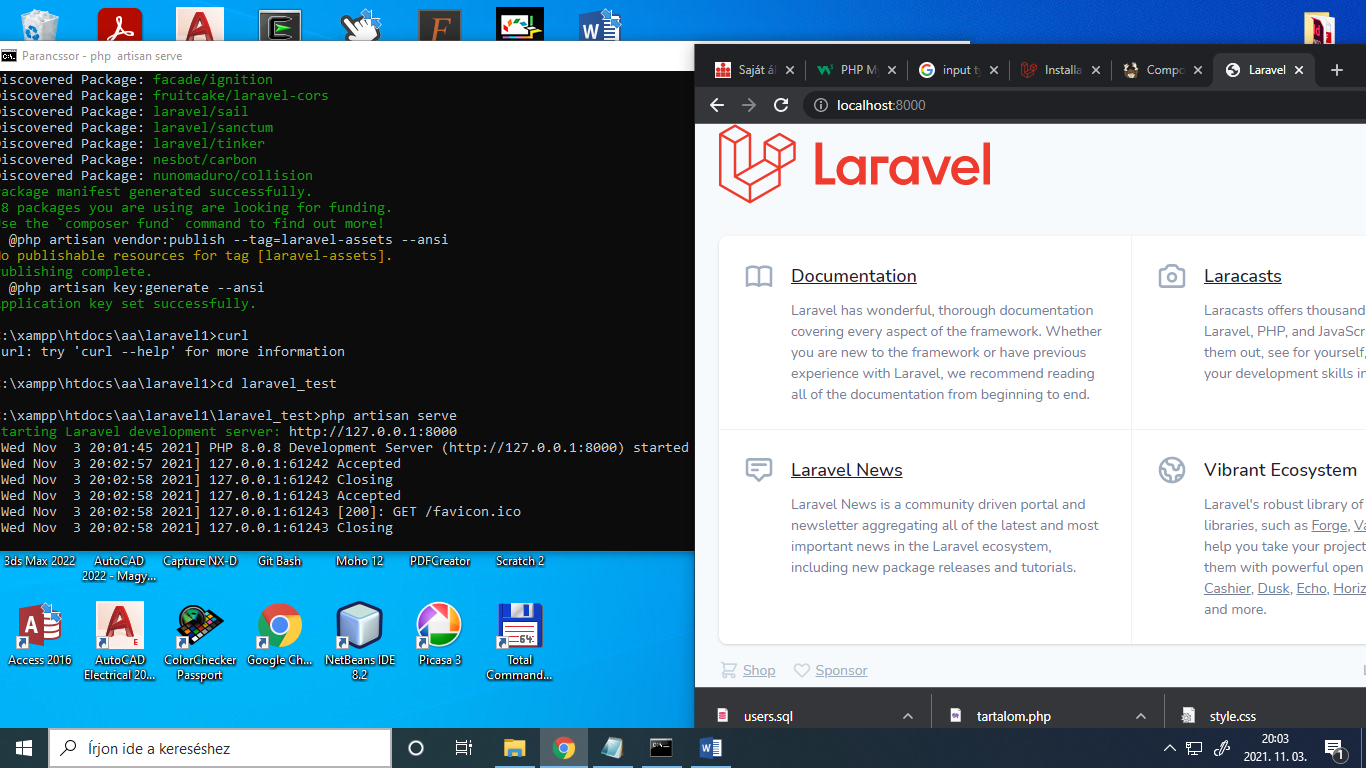 Parancssor - php  artisan serve
iscovered Package: facade/ignition
iscovered Package: fruitcake/laravel-cors
iscovered Package: laravel/sail
iscovered Package: laravel/sanctum
iscovered Package: laravel/tinker
iscovered Package: nesbot/carbon
iscovered Package: nunomaduro/collision
ackage manifest generated successfully.
8 packages you are using are looking for funding.
se the `composer fund` command to find out more!
@php artisan vendor:publish --tag=laravel-assets --ansi
o publishable resources for tag [laravel-assets].
ublishing complete.
@php artisan key:generate --ansi
pplication key set successfully.
:\xampp\htdocs\aa\laravel1>curl
url: try 'curl --help' for more information
:\xampp\htdocs\aa\laravel1>cd laravel_test
:\xampp\htdocs\aa\laravel1\laravel_test>php artisan serve
tarting Laravel development server: http://127.0.0.1:8000
Wed Nov  3 20:01:45 2021] PHP 8.0.8 Development Server (http://127.0.0.1:8000) started
Wed Nov  3 20:02:57 2021] 127.0.0.1:61242 Accepted
Wed Nov  3 20:02:58 2021] 127.0.0.1:61242 Closing
Wed Nov  3 20:02:58 2021] 127.0.0.1:61243 Accepted
Wed Nov  3 20:02:58 2021] 127.0.0.1:61243 [200]: GET /favicon.ico
Wed Nov  3 20:02:58 2021] 127.0.0.1:61243 Closing
3ds Max 2022
AutoCAD
2022 - Magy...
Capture NX-D
Git Bash
Moho 12
PDFCreator
Scratch 2
Access 2016
AutoCAD
Electrical 20...
ColorChecker
Passport
Google Ch...
NetBeans IDE
8.2
Picasa 3
64
Total
Command...
Saját ál
PHP My
input ty
Installa
Compo
Laravel
localhost:8000
Laravel
Documentation
Laravel has wonderful, thorough documentation
covering every aspect of the framework. Whether
you are new to the framework or have previous
experience with Laravel, we recommend reading
all of the documentation from beginning to end.
Laracasts
Laracasts offers thousand
Laravel, PHP, and JavaScr
them out, see for yourself,
your development skills in
Laravel News
Laravel News is a community driven portal and
newsletter aggregating all of the latest and most
important news in the Laravel ecosystem,
including new package releases and tutorials.
Vibrant Ecosystem
Laravel's robust library of
libraries, such as Forge, Va
help you take your project
them with powerful open
Cashier, Dusk, Echo, Horiz
and more.
Shop
Sponsor
users.sql
tartalom.php
style.css
Írjon ide a kereséshez
20:03
2021. 11. 03.
1